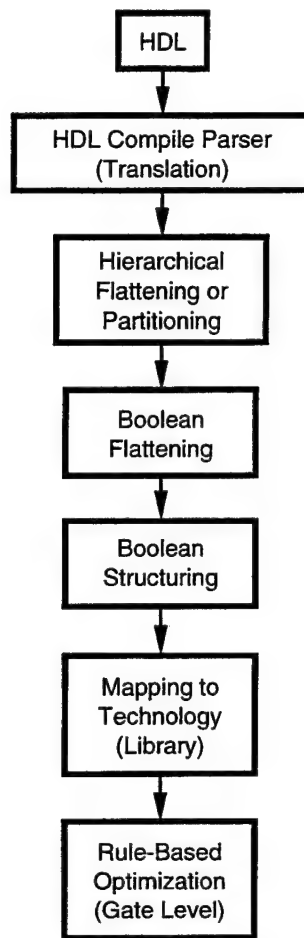 HDL
HDL Compile Parser
(Translation)
Hierarchical
Flattening or
Partitioning
Boolean
Flattening
Boolean
Structuring
Mapping to
Technology
(Library)
Rule-Based
Optimization
(Gate Level)